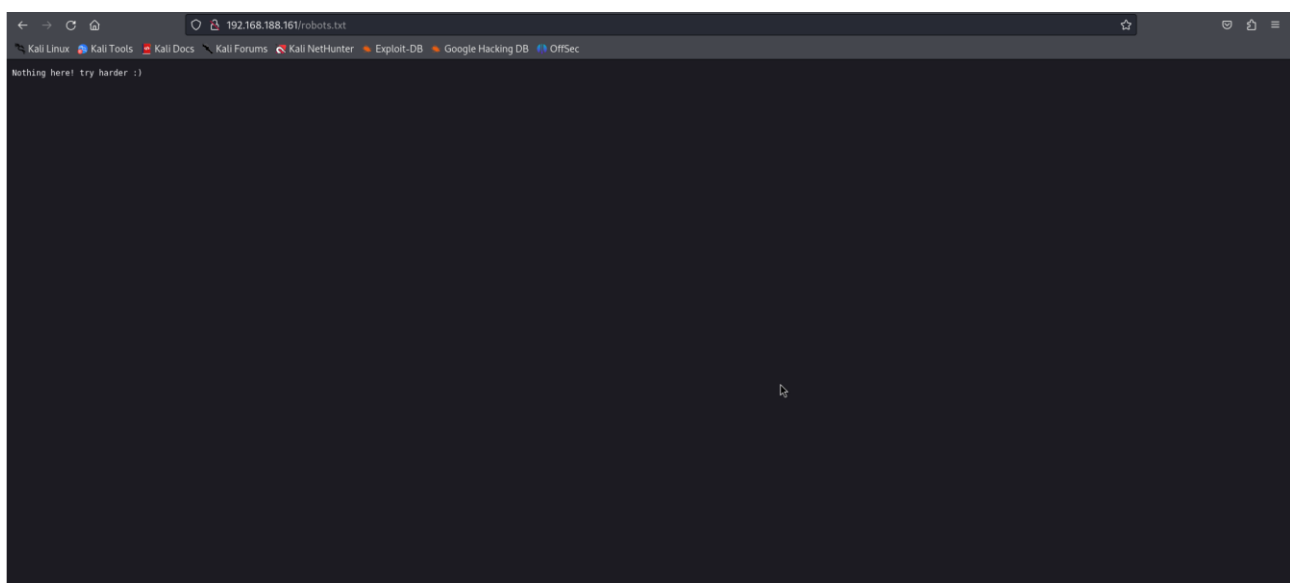 192.168.188.161/robots.txt
Kali Linux Kali Tools Kali Docs Kali Forums Kali NetHunter Exploit-DB Google Hacking DB OffSec
Nothing here! try harder :)